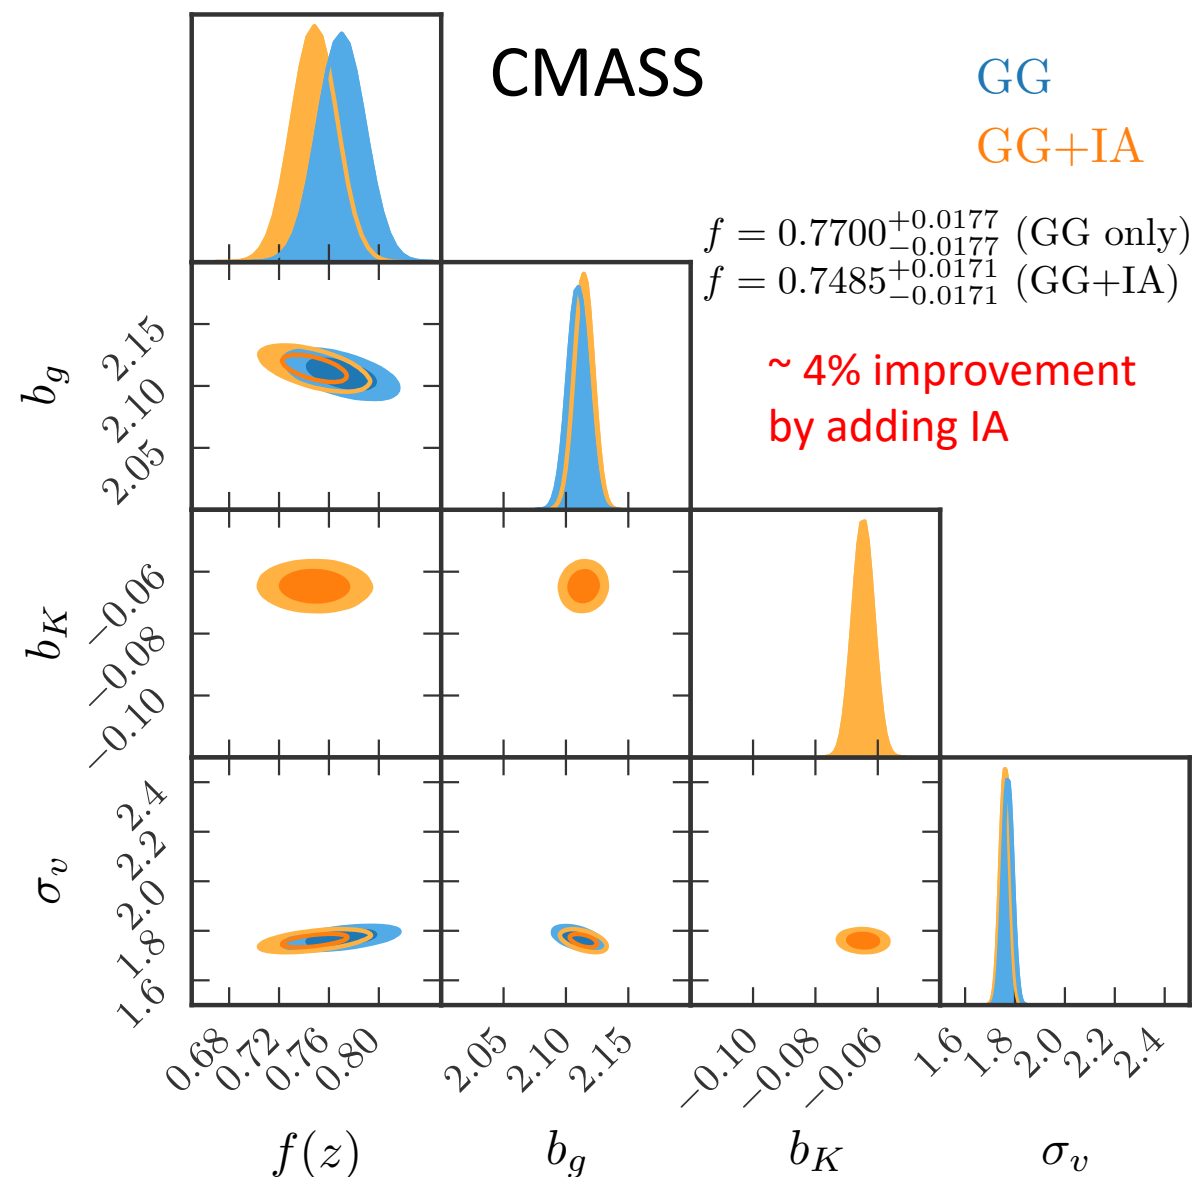 CMASS
GG
GG+IA
f = 0.7700^{+0.0177}_{-0.0177} (GG only)
f = 0.7485^{+0.0171}_{-0.0171} (GG+IA)
~ 4% improvement
by adding IA
b_g
2.15
2.10
2.05
b_K
−0.06
−0.08
−0.10
σ_v
2.4
2.2
2.0
1.8
1.6
0.68 0.72 0.76 0.80
2.05 2.10 2.15
−0.10 −0.08 −0.06
1.6 1.8 2.0 2.2 2.4
f(z) b_g b_K σ_v